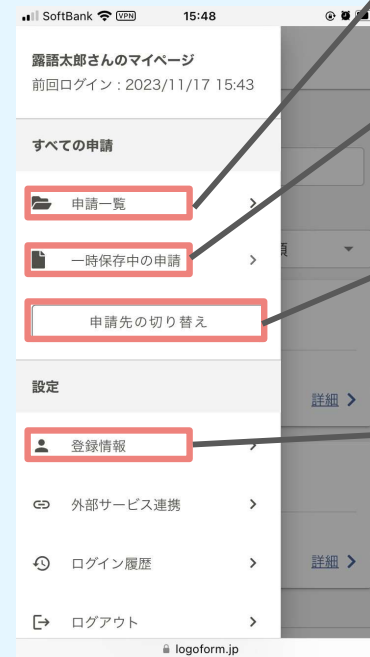 SoftBank VPN 15:48
露語太郎さんのマイページ
前回ログイン：2023/11/17 15:43
すべての申請
申請一覧
一時保存中の申請
申請先の切り替え
設定
登録情報
詳細
外部サービス連携
ログイン履歴
詳細
ログアウト
logoform.jp